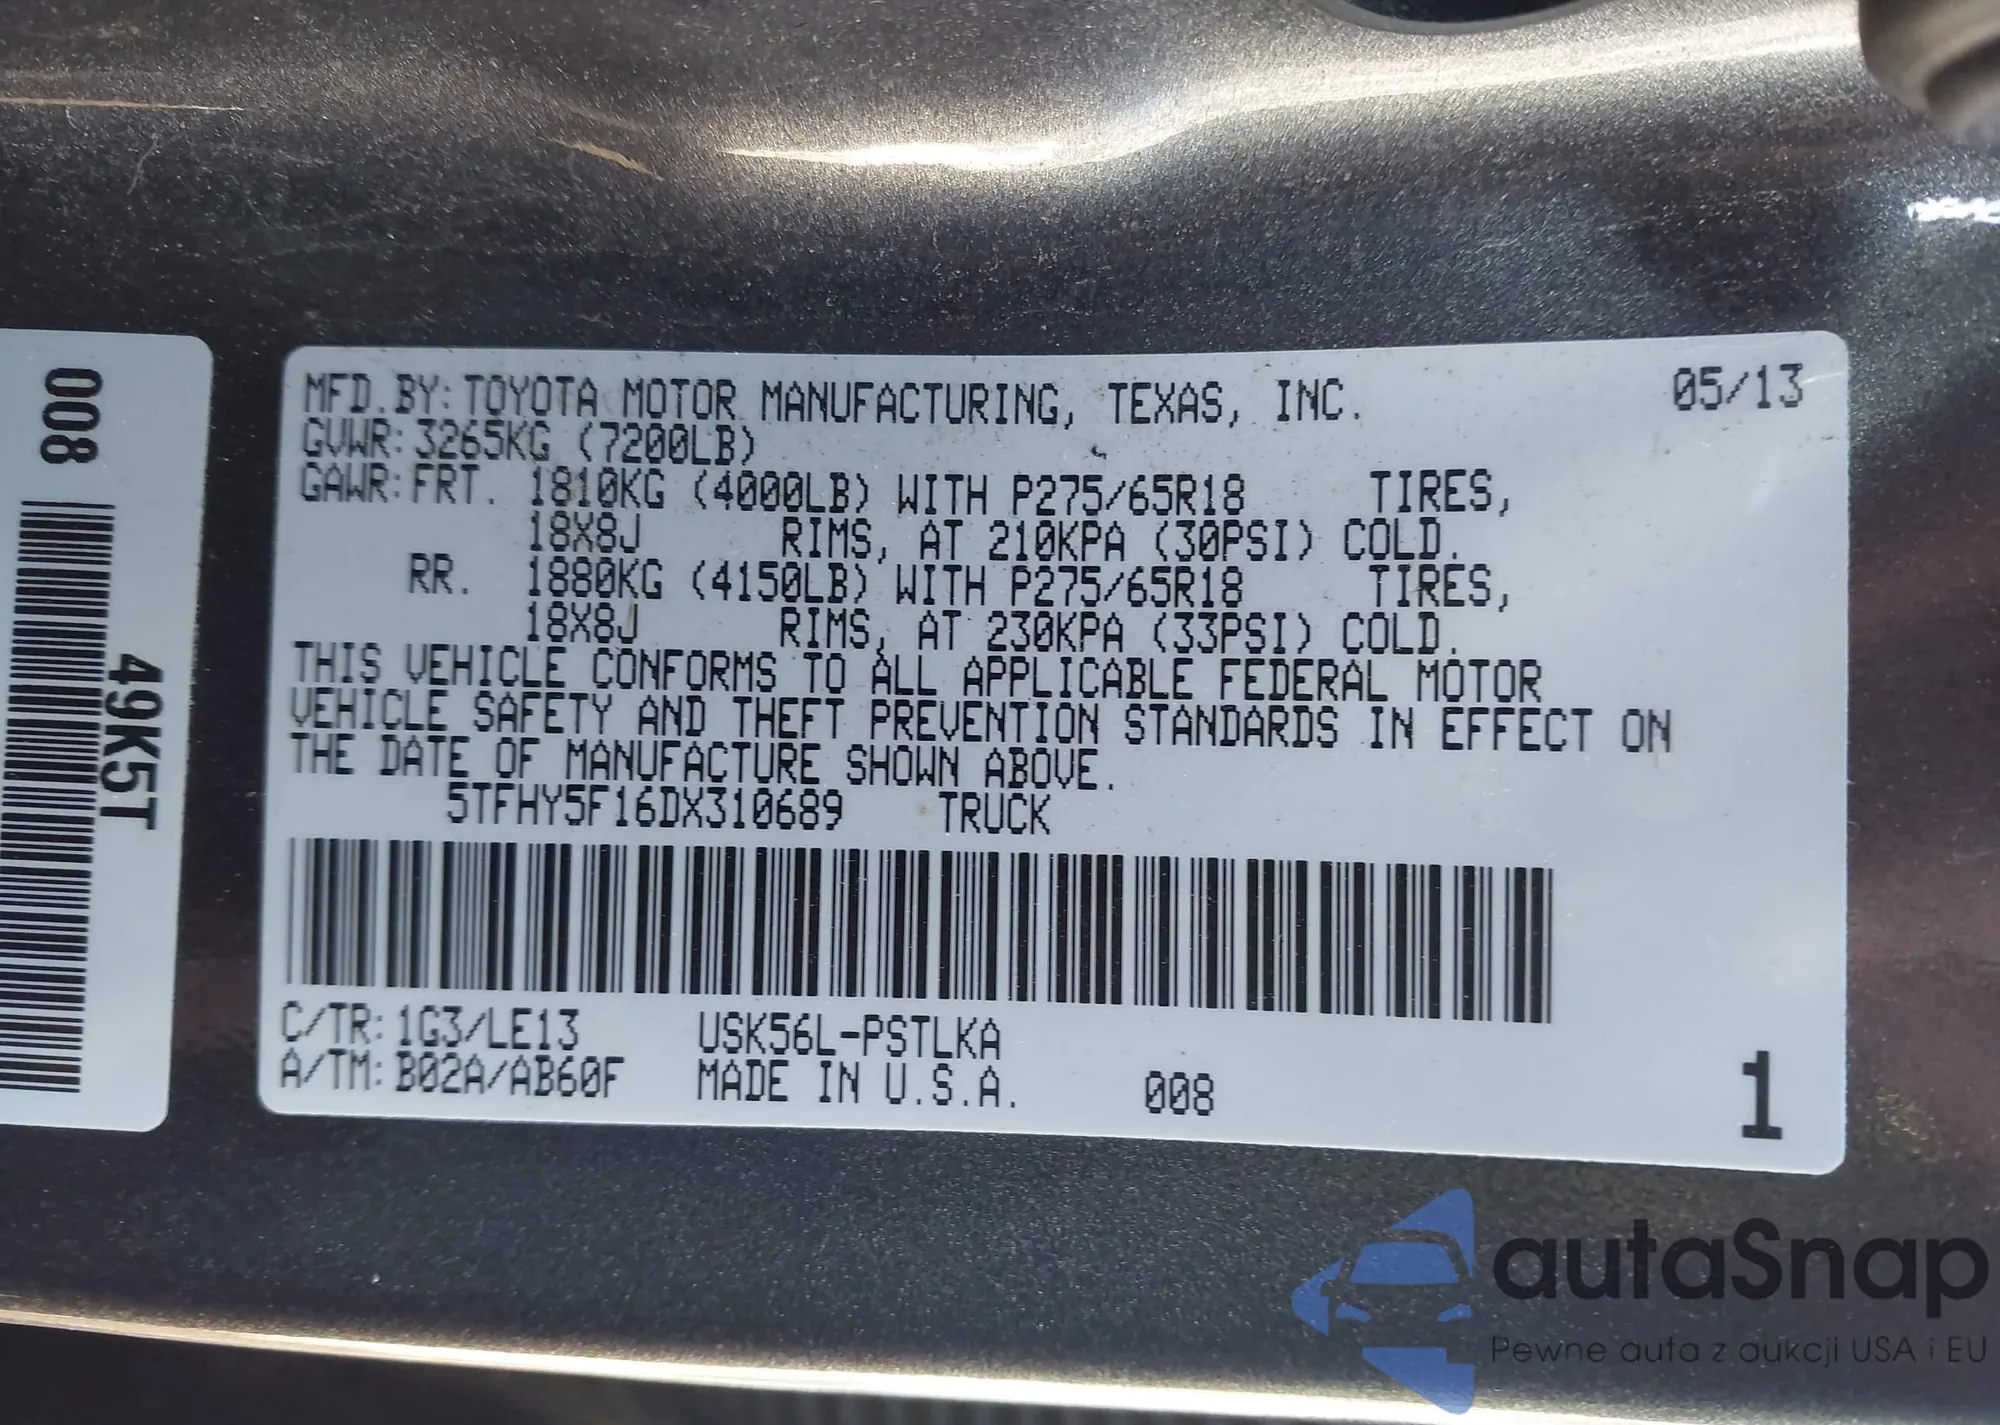 008
49K5T
MFD.BY:TOYOTA MOTOR MANUFACTURING, TEXAS, INC. 05/13
GVWR:3265KG (7200LB)
GAWR:FRT. 1810KG (4000LB) WITH P275/65R18 TIRES,
18X8J RIMS, AT 210KPA (30PSI) COLD.
RR. 1880KG (4150LB) WITH P275/65R18 TIRES,
18X8J RIMS, AT 230KPA (33PSI) COLD.
THIS VEHICLE CONFORMS TO ALL APPLICABLE FEDERAL MOTOR
VEHICLE SAFETY AND THEFT PREVENTION STANDARDS IN EFFECT ON
THE DATE OF MANUFACTURE SHOWN ABOVE.
5TFHY5F16DX310689 TRUCK
C/TR:1G3/LE13 USK56L-PSTLKA
A/TM:B02A/AB60F MADE IN U.S.A. 008
1
autaSnap
Pewne auta z aukcji USA i EU